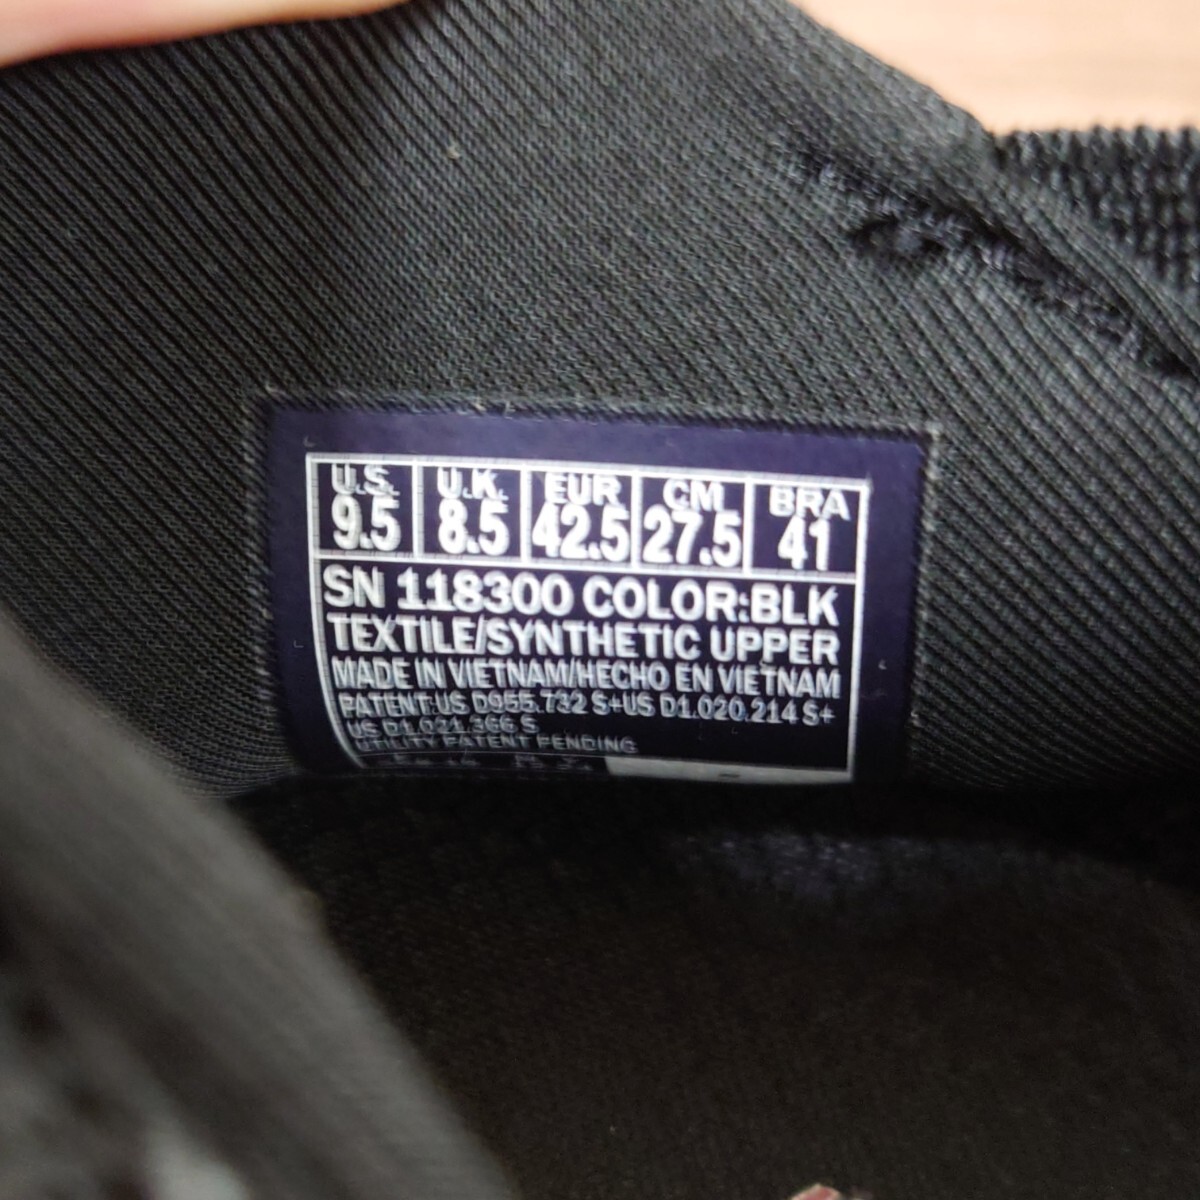 U.S. U.K. EUR CM BRA
9.5 8.5 42.5 27.5 41
SN 118300 COLOR:BLK
TEXTILE/SYNTHETIC UPPER
MADE IN VIETNAM/HECHO EN VIETNAM
PATENT:US D955.732 S+US D1.020.214 S+
US D1.021.366 S
UTILITY PATENT PENDING